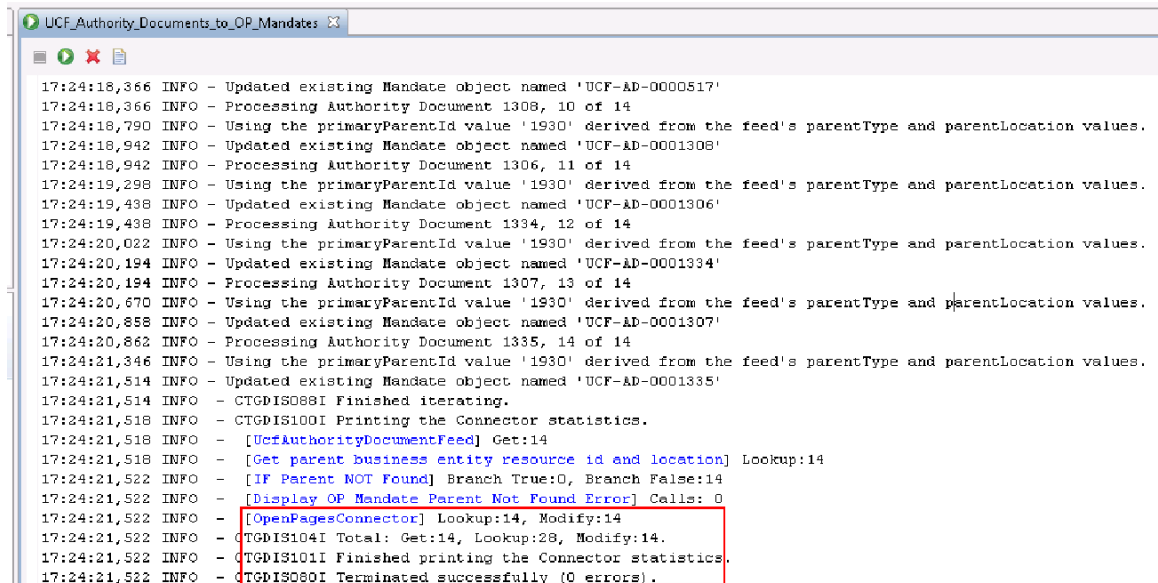 UCF_Authority_Documents_to_OP_Mandates
17:24:18,366 INFO - Updated existing Mandate object named 'UCF-AD-0000517'
17:24:18,366 INFO - Processing Authority Document 1308, 10 of 14
17:24:18,790 INFO - Using the primaryParentId value '1930' derived from the feed's parentType and parentLocation values.
17:24:18,942 INFO - Updated existing Mandate object named 'UCF-AD-0001308'
17:24:18,942 INFO - Processing Authority Document 1306, 11 of 14
17:24:19,298 INFO - Using the primaryParentId value '1930' derived from the feed's parentType and parentLocation values.
17:24:19,438 INFO - Updated existing Mandate object named 'UCF-AD-0001306'
17:24:19,438 INFO - Processing Authority Document 1334, 12 of 14
17:24:20,022 INFO - Using the primaryParentId value '1930' derived from the feed's parentType and parentLocation values.
17:24:20,194 INFO - Updated existing Mandate object named 'UCF-AD-0001334'
17:24:20,194 INFO - Processing Authority Document 1307, 13 of 14
17:24:20,670 INFO - Using the primaryParentId value '1930' derived from the feed's parentType and parentLocation values.
17:24:20,858 INFO - Updated existing Mandate object named 'UCF-AD-0001307'
17:24:20,862 INFO - Processing Authority Document 1335, 14 of 14
17:24:21,346 INFO - Using the primaryParentId value '1930' derived from the feed's parentType and parentLocation values.
17:24:21,514 INFO - Updated existing Mandate object named 'UCF-AD-0001335'
17:24:21,514 INFO - CTGDIS088I Finished iterating.
17:24:21,518 INFO - CTGDIS100I Printing the Connector statistics.
17:24:21,518 INFO - [UcfAuthorityDocumentFeed] Get:14
17:24:21,518 INFO - [Get parent business entity resource id and location] Lookup:14
17:24:21,522 INFO - [IF Parent NOT Found] Branch True:0, Branch False:14
17:24:21,522 INFO - [Display OP Mandate Parent Not Found Error] Calls: 0
17:24:21,522 INFO - [OpenPagesConnector] Lookup:14, Modify:14
17:24:21,522 INFO - CTGDIS104I Total: Get:14, Lookup:28, Modify:14.
17:24:21,522 INFO - CTGDIS101I Finished printing the Connector statistics.
17:24:21,522 INFO - CTGDIS080I Terminated successfully (0 errors).